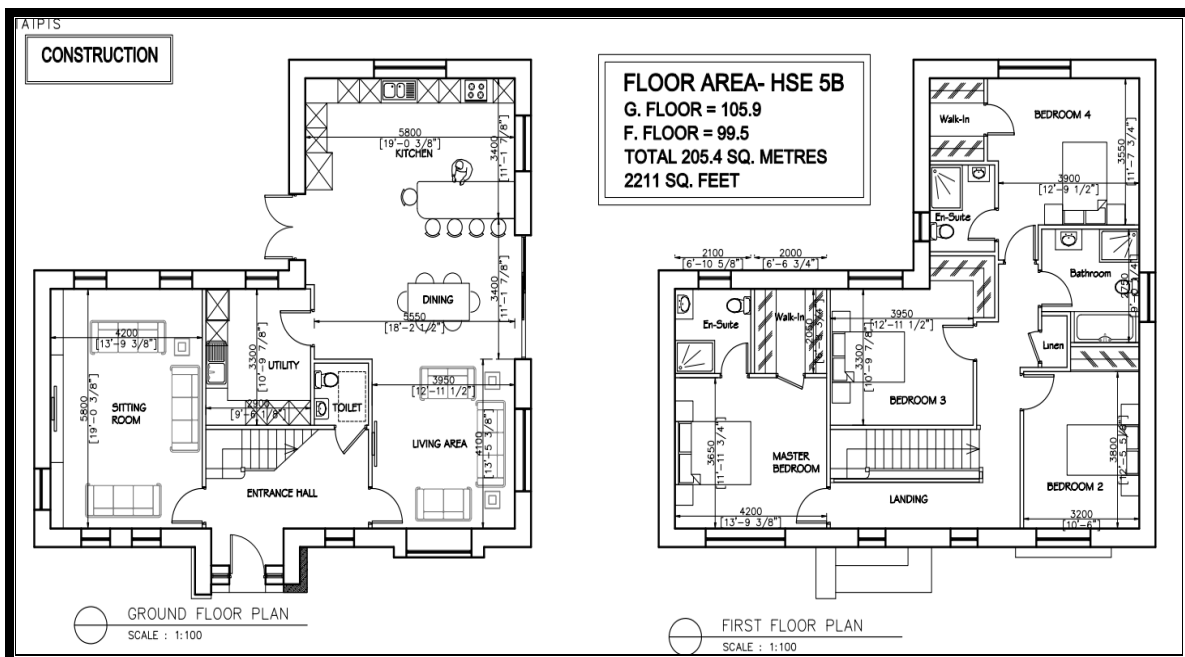 CONSTRUCTION
FLOOR AREA- HSE 5B
G. FLOOR = 105.9
F. FLOOR = 99.5
TOTAL 205.4 SQ. METRES
2211 SQ. FEET
5800
[19'-0 3/8"]
KITCHEN
3400
[11'-1 7/8"]
DINING
5550
[18'-2 1/2"]
3400
[11'-1 7/8"]
4200
[13'-9 3/8"]
5800
[19'-0 3/8"]
SITTING
ROOM
3300
[10'-9 7/8"]
UTILITY
2900
[9'-6 1/8"]
TOILET
3950
[12'-11 1/2"]
LIVING AREA
4100
[13'-5 3/8"]
ENTRANCE HALL
GROUND FLOOR PLAN
SCALE : 1:100
Walk-In
BEDROOM 4
3550
[11'-7 3/4"]
3900
[12'-9 1/2"]
En-Suite
Bathroom
2750
2100
[6'-10 5/8"]
2000
[6'-6 3/4"]
En-Suite
Walk-In
3950
[12'-11 1/2"]
3300
[10'-9 7/8"]
BEDROOM 3
Linen
3650
[11'-11 3/4"]
MASTER
BEDROOM
4200
[13'-9 3/8"]
LANDING
3800
BEDROOM 2
3200
[10'-6"]
FIRST FLOOR PLAN
SCALE : 1:100